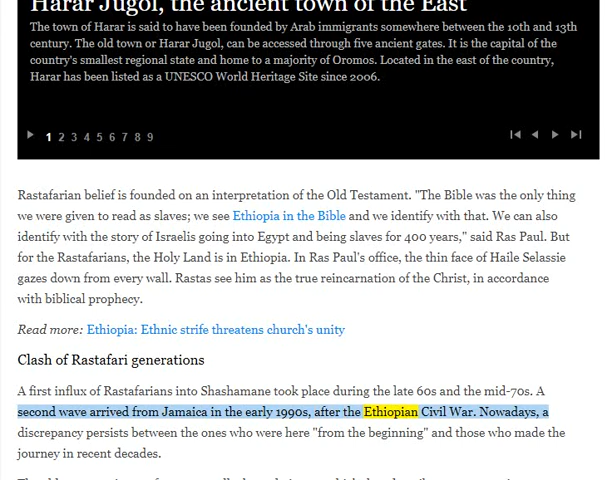 Harar Jugol, the ancient town of the East
The town of Harar is said to have been founded by Arab immigrants somewhere between the 10th and 13th
century. The old town or Harar Jugol, can be accessed through five ancient gates. It is the capital of the
country's smallest regional state and home to a majority of Oromos. Located in the east of the country,
Harar has been listed as a UNESCO World Heritage Site since 2006.
1 2 3 4 5 6 7 8 9
Rastafarian belief is founded on an interpretation of the Old Testament. "The Bible was the only thing
we were given to read as slaves; we see Ethiopia in the Bible and we identify with that. We can also
identify with the story of Israelis going into Egypt and being slaves for 400 years," said Ras Paul. But
for the Rastafarians, the Holy Land is in Ethiopia. In Ras Paul's office, the thin face of Haile Selassie
gazes down from every wall. Rastas see him as the true reincarnation of the Christ, in accordance
with biblical prophecy.
Read more: Ethiopia: Ethnic strife threatens church's unity
Clash of Rastafari generations
A first influx of Rastafarians into Shashamane took place during the late 60s and the mid-70s. A
second wave arrived from Jamaica in the early 1990s, after the Ethiopian Civil War. Nowadays, a
discrepancy persists between the ones who were here "from the beginning" and those who made the
journey in recent decades.